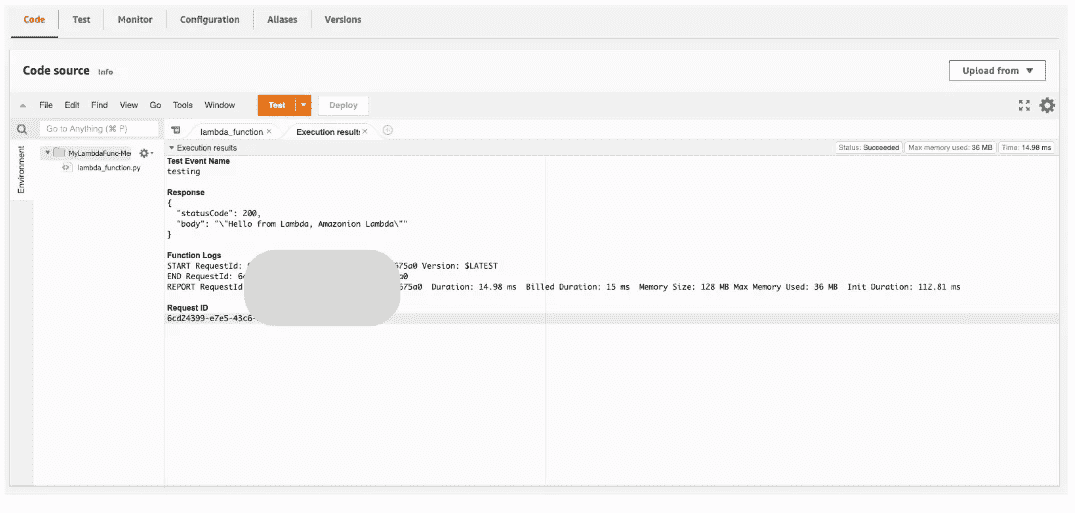 Code Test Monitor Configuration Aliases Versions
Code source Info
Upload from
File Edit Find View Go Tools Window Test Deploy
Go to Anything (⌘ P)
lambda_function × Execution results ×
Environment
MyLambdaFunc-Me
lambda_function.py
Execution results
Status: Succeeded Max memory used: 36 MB Time: 14.98 ms
Test Event Name
testing
Response
{
"statusCode": 200,
"body": "\"Hello from Lambda, Amazonion Lambda\""
}
Function Logs
START RequestId: 675a0 Version: $LATEST
END RequestId: 6 a0
REPORT RequestId 675a0 Duration: 14.98 ms Billed Duration: 15 ms Memory Size: 128 MB Max Memory Used: 36 MB Init Duration: 112.81 ms
Request ID
6cd24399-e7e5-43c6-